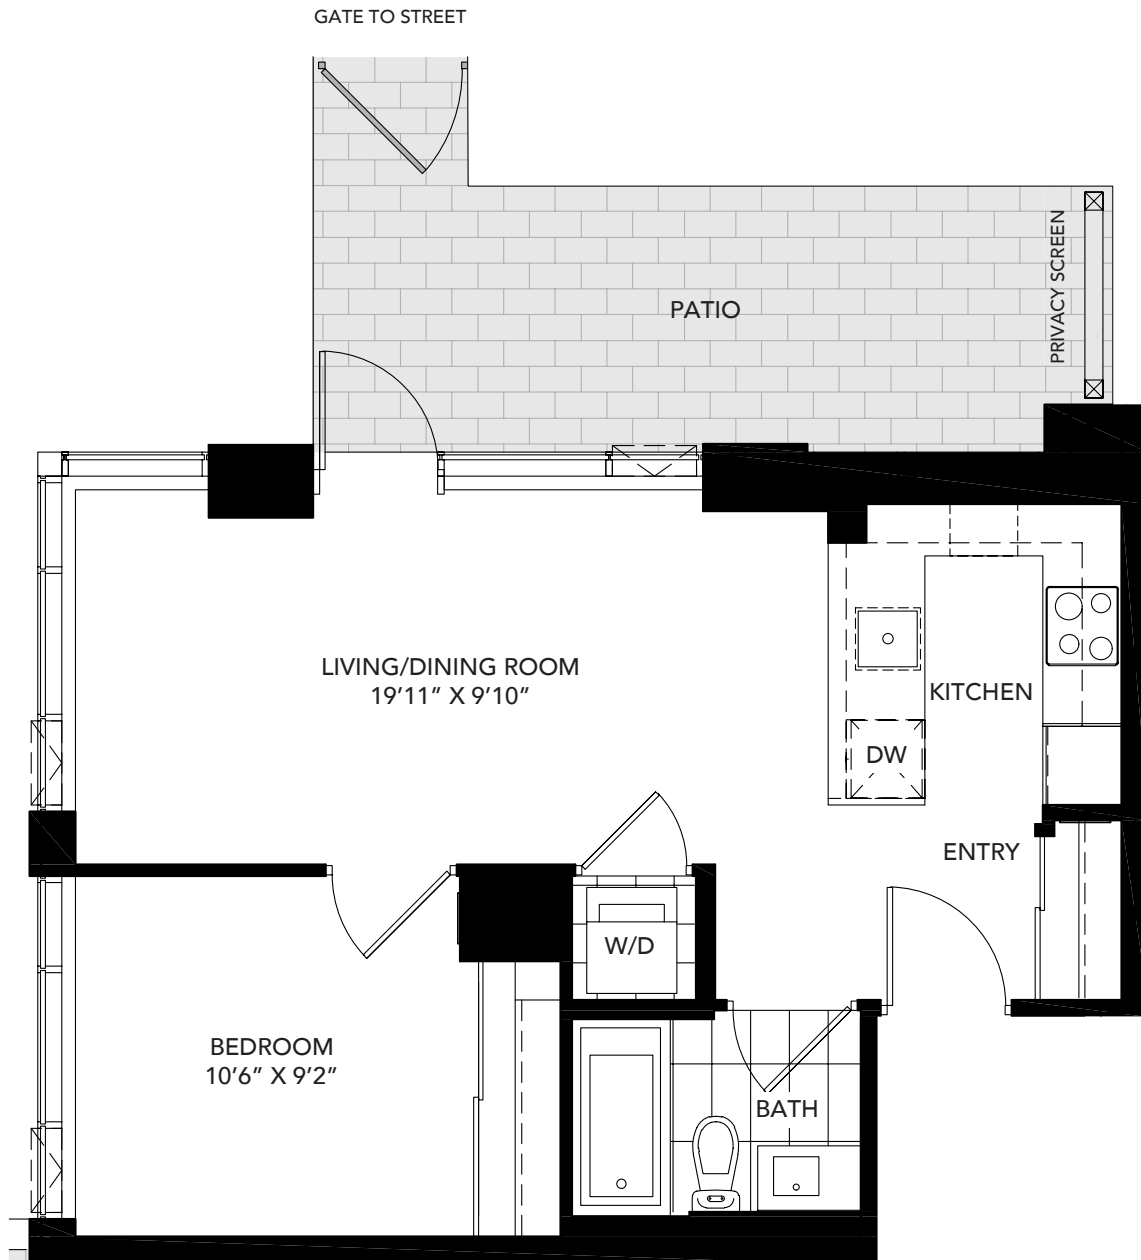 GATE TO STREET
PRIVACY SCREEN
PATIO
LIVING/DINING ROOM
19’11” X 9’10”
KITCHEN
DW
ENTRY
W/D
BEDROOM
10’6” X 9’2”
BATH